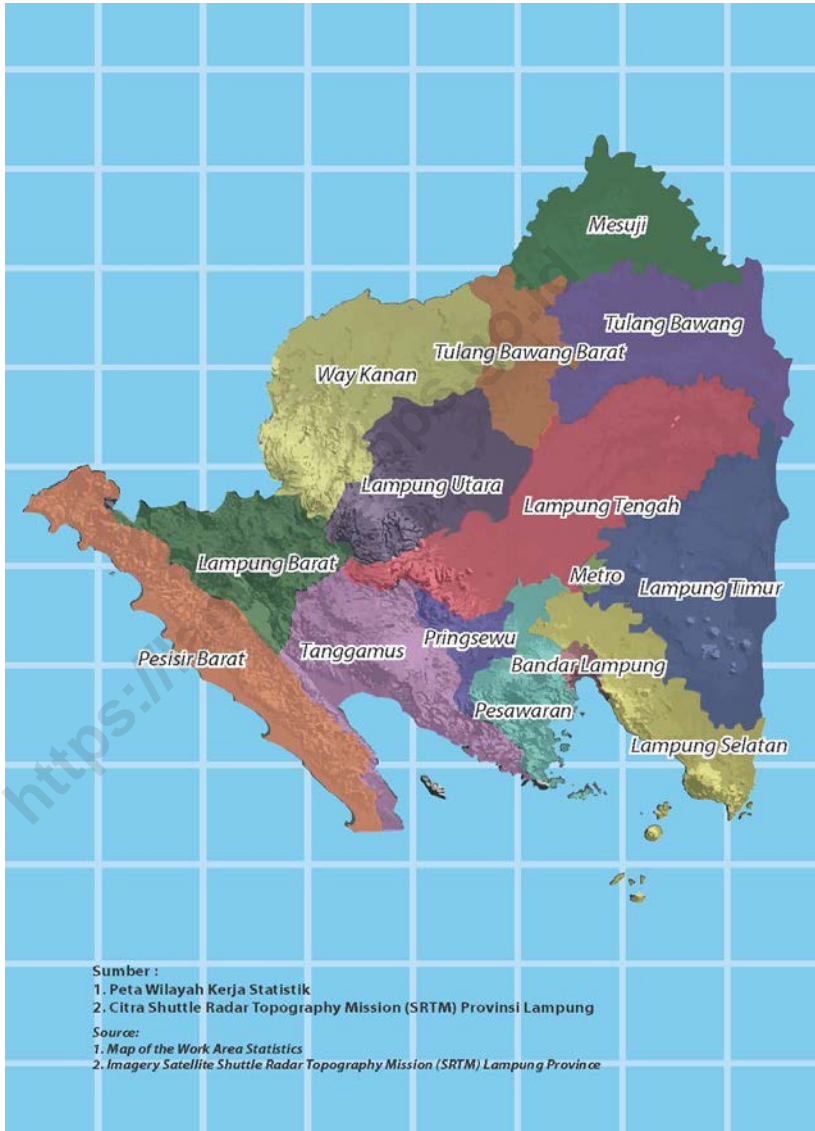 Mesuji
Tulang Bawang
Tulang Bawang Barat
Way Kanan
Lampung Utara
Lampung Tengah
Lampung Barat
Metro
Lampung Timur
Pringsewu
Tanggamus
Pesisir Barat
Bandar Lampung
Pesawaran
Lampung Selatan
Sumber :
1. Peta Wilayah Kerja Statistik
2. Citra Shuttle Radar Topography Mission (SRTM) Provinsi Lampung
Source:
1. Map of the Work Area Statistics
2. Imagery Satellite Shuttle Radar Topography Mission (SRTM) Lampung Province